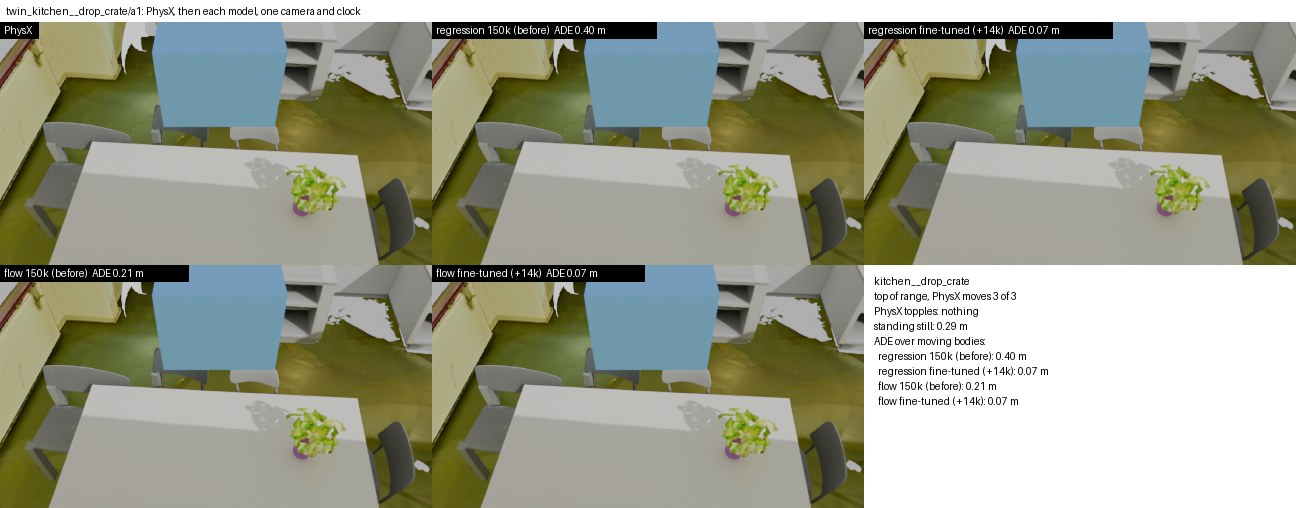 twin_kitchen__drop_crate/a1: PhysX, then each model, one camera and clock
PhysX
regression 150k (before) ADE 0.40 m
regression fine-tuned (+14k) ADE 0.07 m
flow 150k (before) ADE 0.21 m
flow fine-tuned (+14k) ADE 0.07 m
kitchen__drop_crate
top of range, PhysX moves 3 of 3
PhysX topples: nothing
standing still: 0.29 m
ADE over moving bodies:
regression 150k (before): 0.40 m
regression fine-tuned (+14k): 0.07 m
flow 150k (before): 0.21 m
flow fine-tuned (+14k): 0.07 m